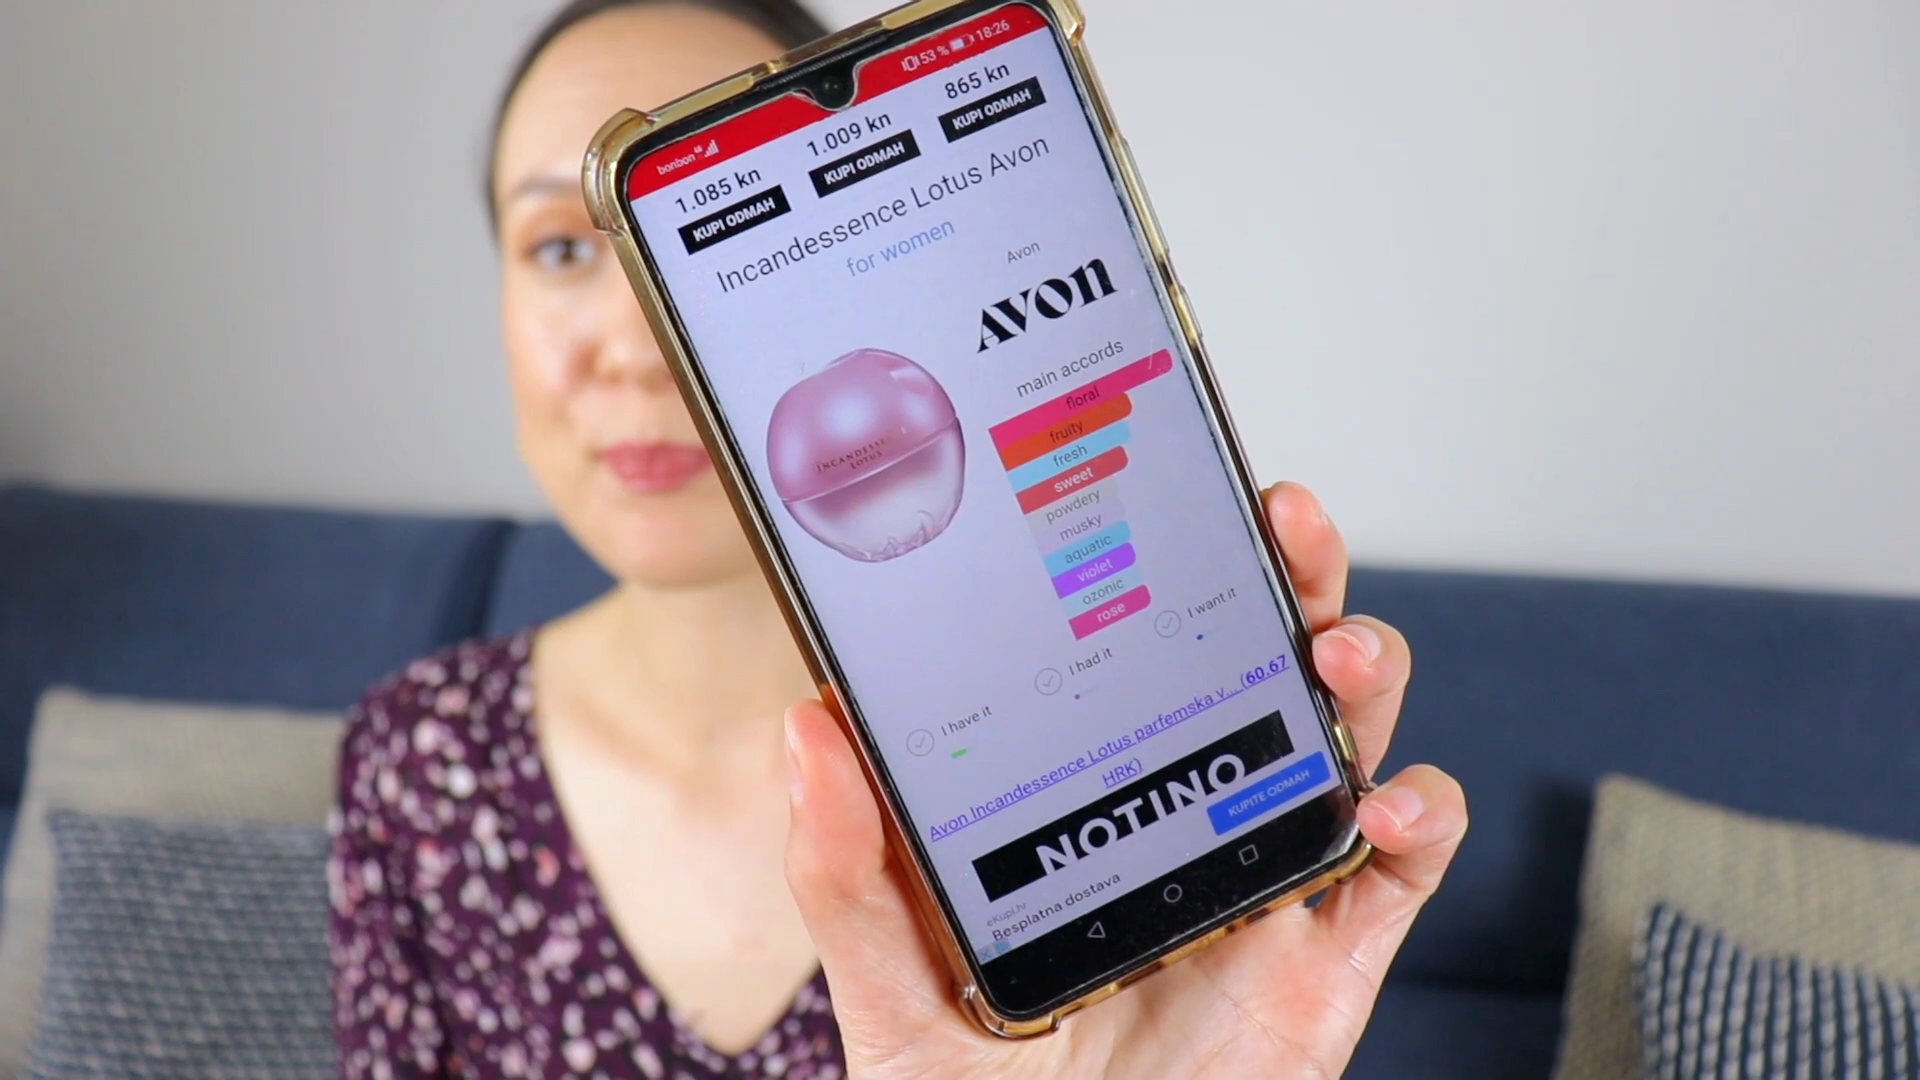 bonbon 53 % 18:26
1.085 kn
1.009 kn
865 kn
KUPI ODMAH
KUPI ODMAH
KUPI ODMAH
Incandessence Lotus Avon
for women
Avon
AVON
main accords
floral
fruity
fresh
sweet
powdery
musky
aquatic
violet
ozonic
rose
INCANDESSE
LOTUS
I have it
I had it
I want it
Avon Incandessence Lotus parfemska v... (60.67
HRK)
NOTINO
KUPITE ODMAH
eKupi.hr
Besplatna dostava